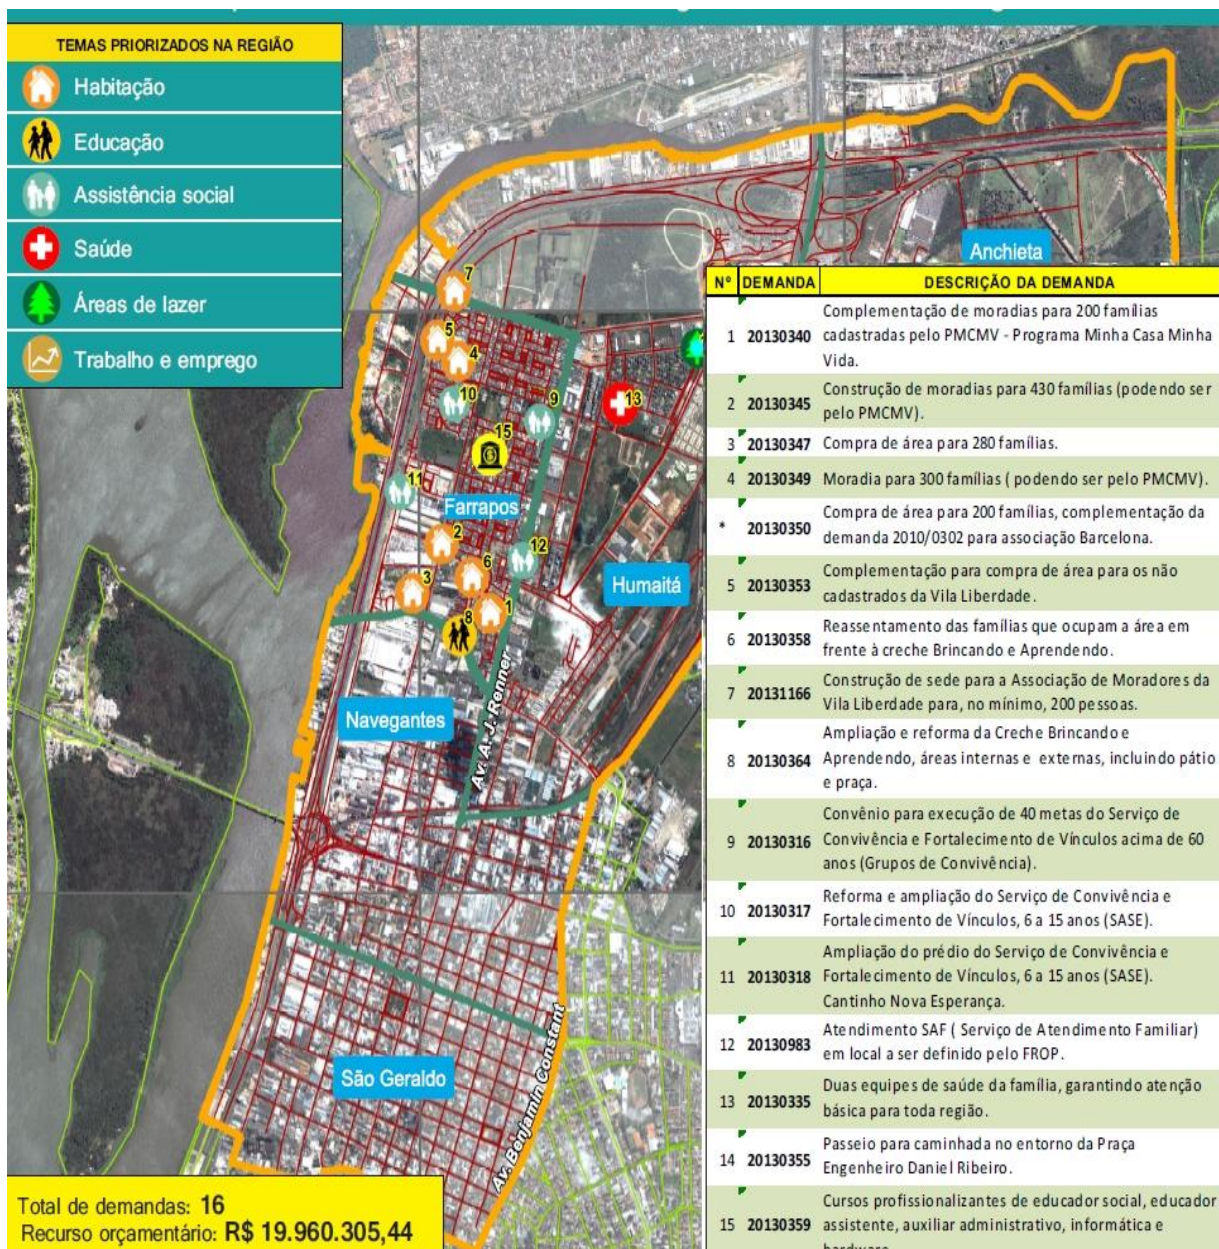 TEMAS PRIORIZADOS NA REGIÃO
Habitação
Educação
Assistência social
Saúde
Áreas de lazer
Trabalho e emprego
Anchieta
7
5
4
10
9
13
15
11
Farrapos
2
12
6
3
1
8
Humaitá
Navegantes
Av. A. J. Renner
São Geraldo
Av. Benjamin Constant
Total de demandas: 16
Recurso orçamentário: R$ 19.960.305,44
Nº DEMANDA DESCRIÇÃO DA DEMANDA
1 20130340 Complementação de moradias para 200 famílias
cadastradas pelo PMCMV - Programa Minha Casa Minha
Vida.
2 20130345 Construção de moradias para 430 famílias (podendo ser
pelo PMCMV).
3 20130347 Compra de área para 280 famílias.
4 20130349 Moradia para 300 famílias ( podendo ser pelo PMCMV).
* 20130350 Compra de área para 200 famílias, complementação da
demanda 2010/0302 para associação Barcelona.
5 20130353 Complementação para compra de área para os não
cadastrados da Vila Liberdade.
6 20130358 Reassentamento das famílias que ocupam a área em
frente à creche Brincando e Aprendendo.
7 20131166 Construção de sede para a Associação de Moradores da
Vila Liberdade para, no mínimo, 200 pessoas.
8 20130364 Ampliação e reforma da Creche Brincando e
Aprendendo, áreas internas e externas, incluindo pátio
e praça.
9 20130316 Convênio para execução de 40 metas do Serviço de
Convivência e Fortalecimento de Vínculos acima de 60
anos (Grupos de Convivência).
10 20130317 Reforma e ampliação do Serviço de Convivência e
Fortalecimento de Vínculos, 6 a 15 anos (SASE).
11 20130318 Ampliação do prédio do Serviço de Convivência e
Fortalecimento de Vínculos, 6 a 15 anos (SASE).
Cantinho Nova Esperança.
12 20130983 Atendimento SAF ( Serviço de Atendimento Familiar)
em local a ser definido pelo FROP.
13 20130335 Duas equipes de saúde da família, garantindo atenção
básica para toda região.
14 20130355 Passeio para caminhada no entorno da Praça
Engenheiro Daniel Ribeiro.
15 20130359 Cursos profissionalizantes de educador social, educador
assistente, auxiliar administrativo, informática e